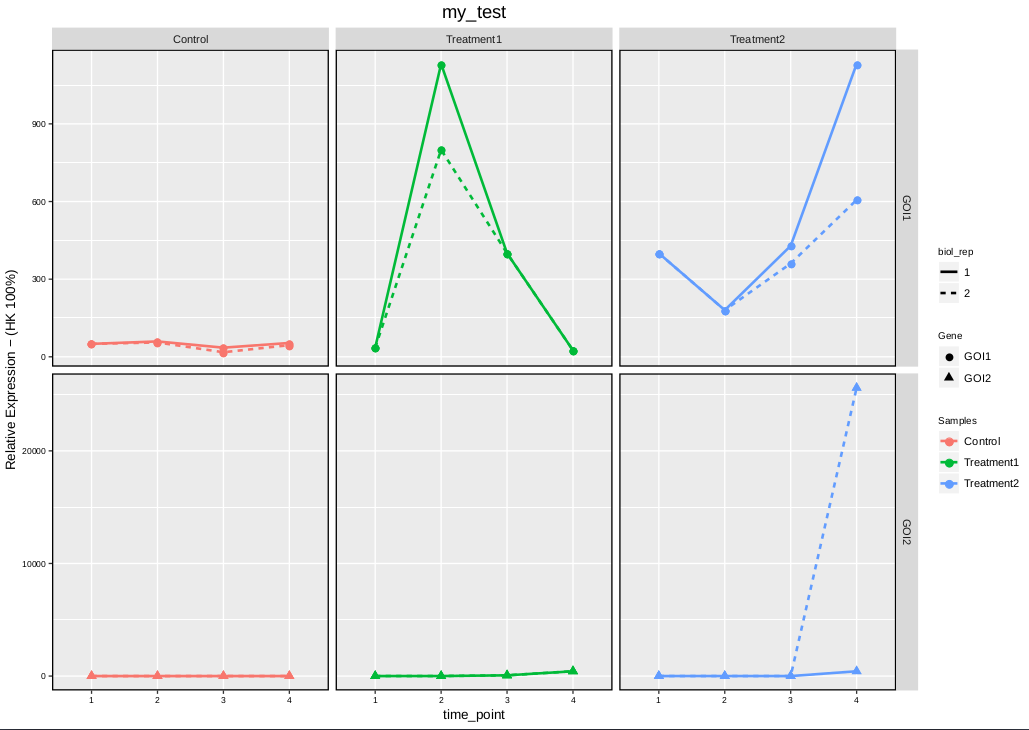 my_test
Control
Treatment1
Treatment2
900
600
300
0
GOI1
20000
10000
0
GOI2
1 2 3 4
1 2 3 4
1 2 3 4
time_point
Relative Expression − (HK 100%)
biol_rep
1
2
Gene
GOI1
GOI2
Samples
Control
Treatment1
Treatment2